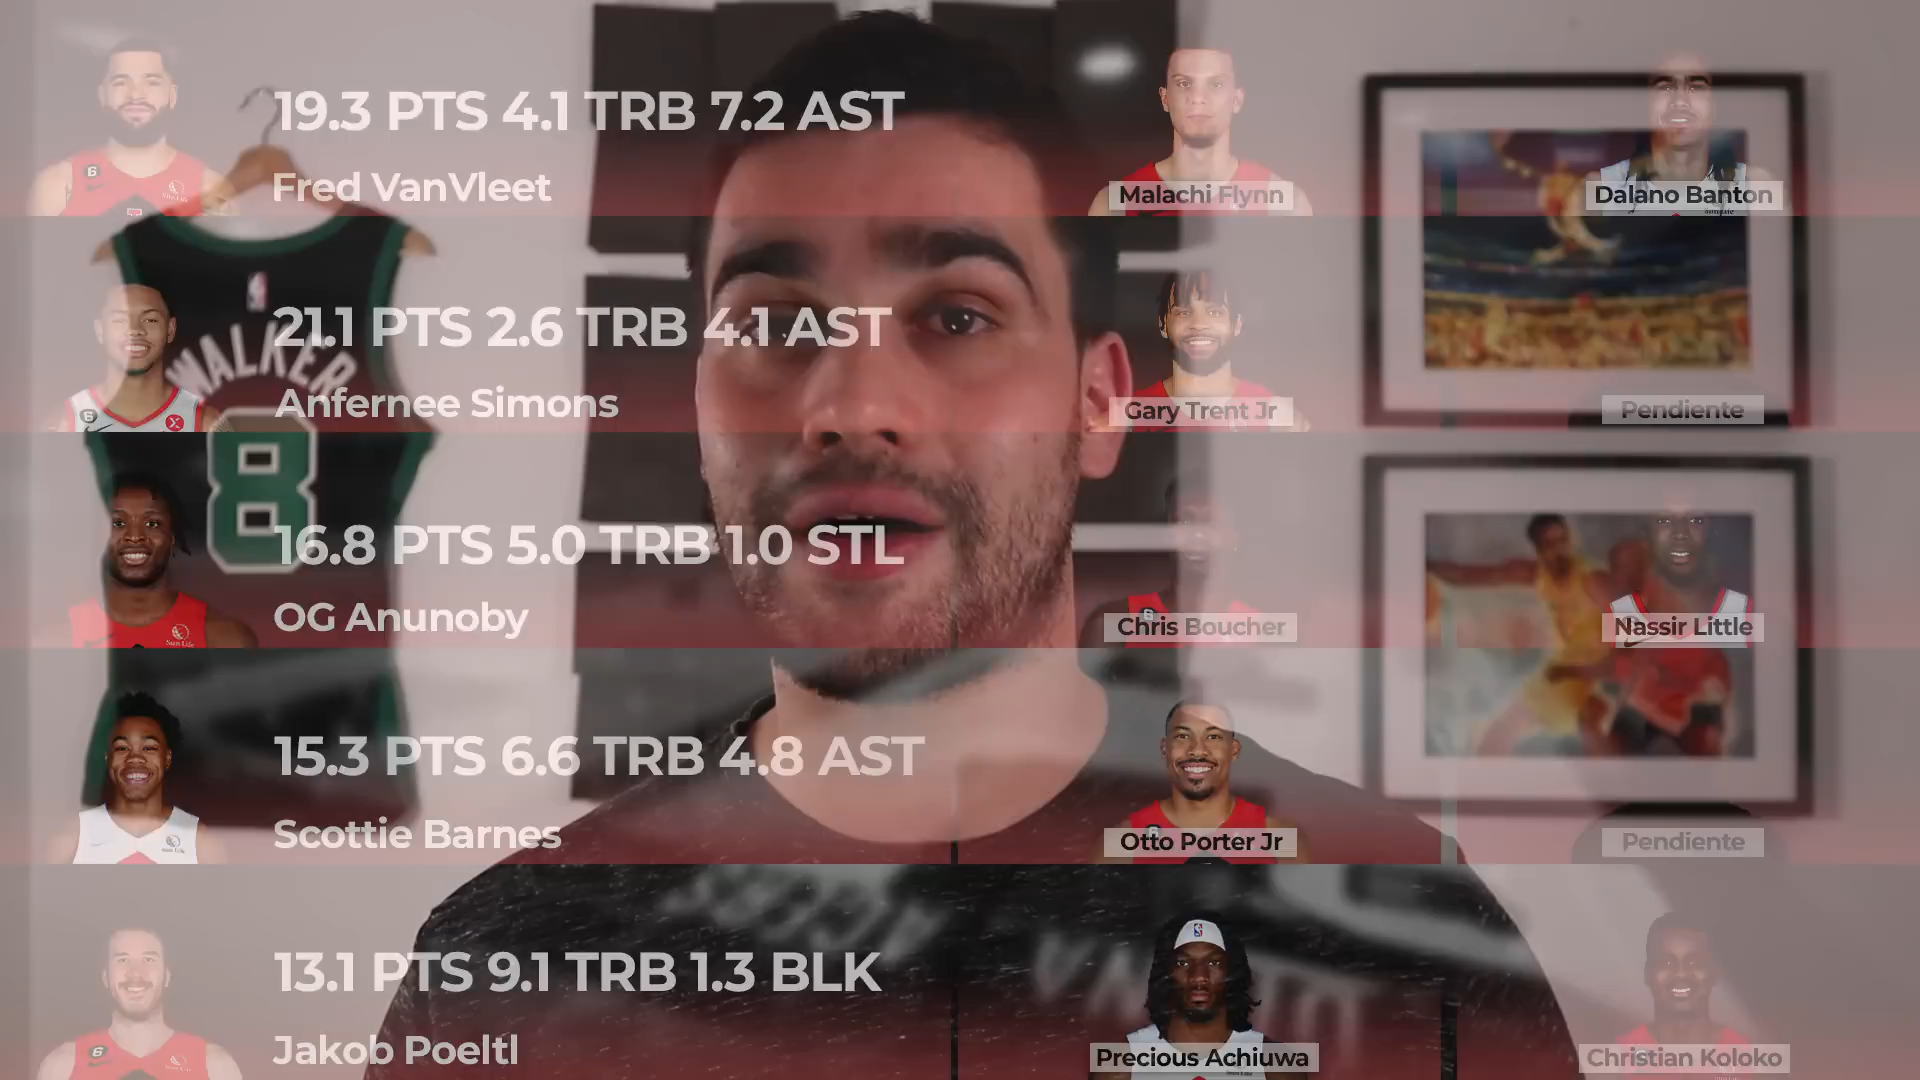 19.3 PTS 4.1 TRB 7.2 AST
Fred VanVleet
Malachi Flynn
Dalano Banton
21.1 PTS 2.6 TRB 4.1 AST
Anfernee Simons
Gary Trent Jr
Pendiente
WALKER
8
16.8 PTS 5.0 TRB 1.0 STL
OG Anunoby
Chris Boucher
Nassir Little
15.3 PTS 6.6 TRB 4.8 AST
Scottie Barnes
Otto Porter Jr
Pendiente
13.1 PTS 9.1 TRB 1.3 BLK
Jakob Poeltl
Precious Achiuwa
Christian Koloko